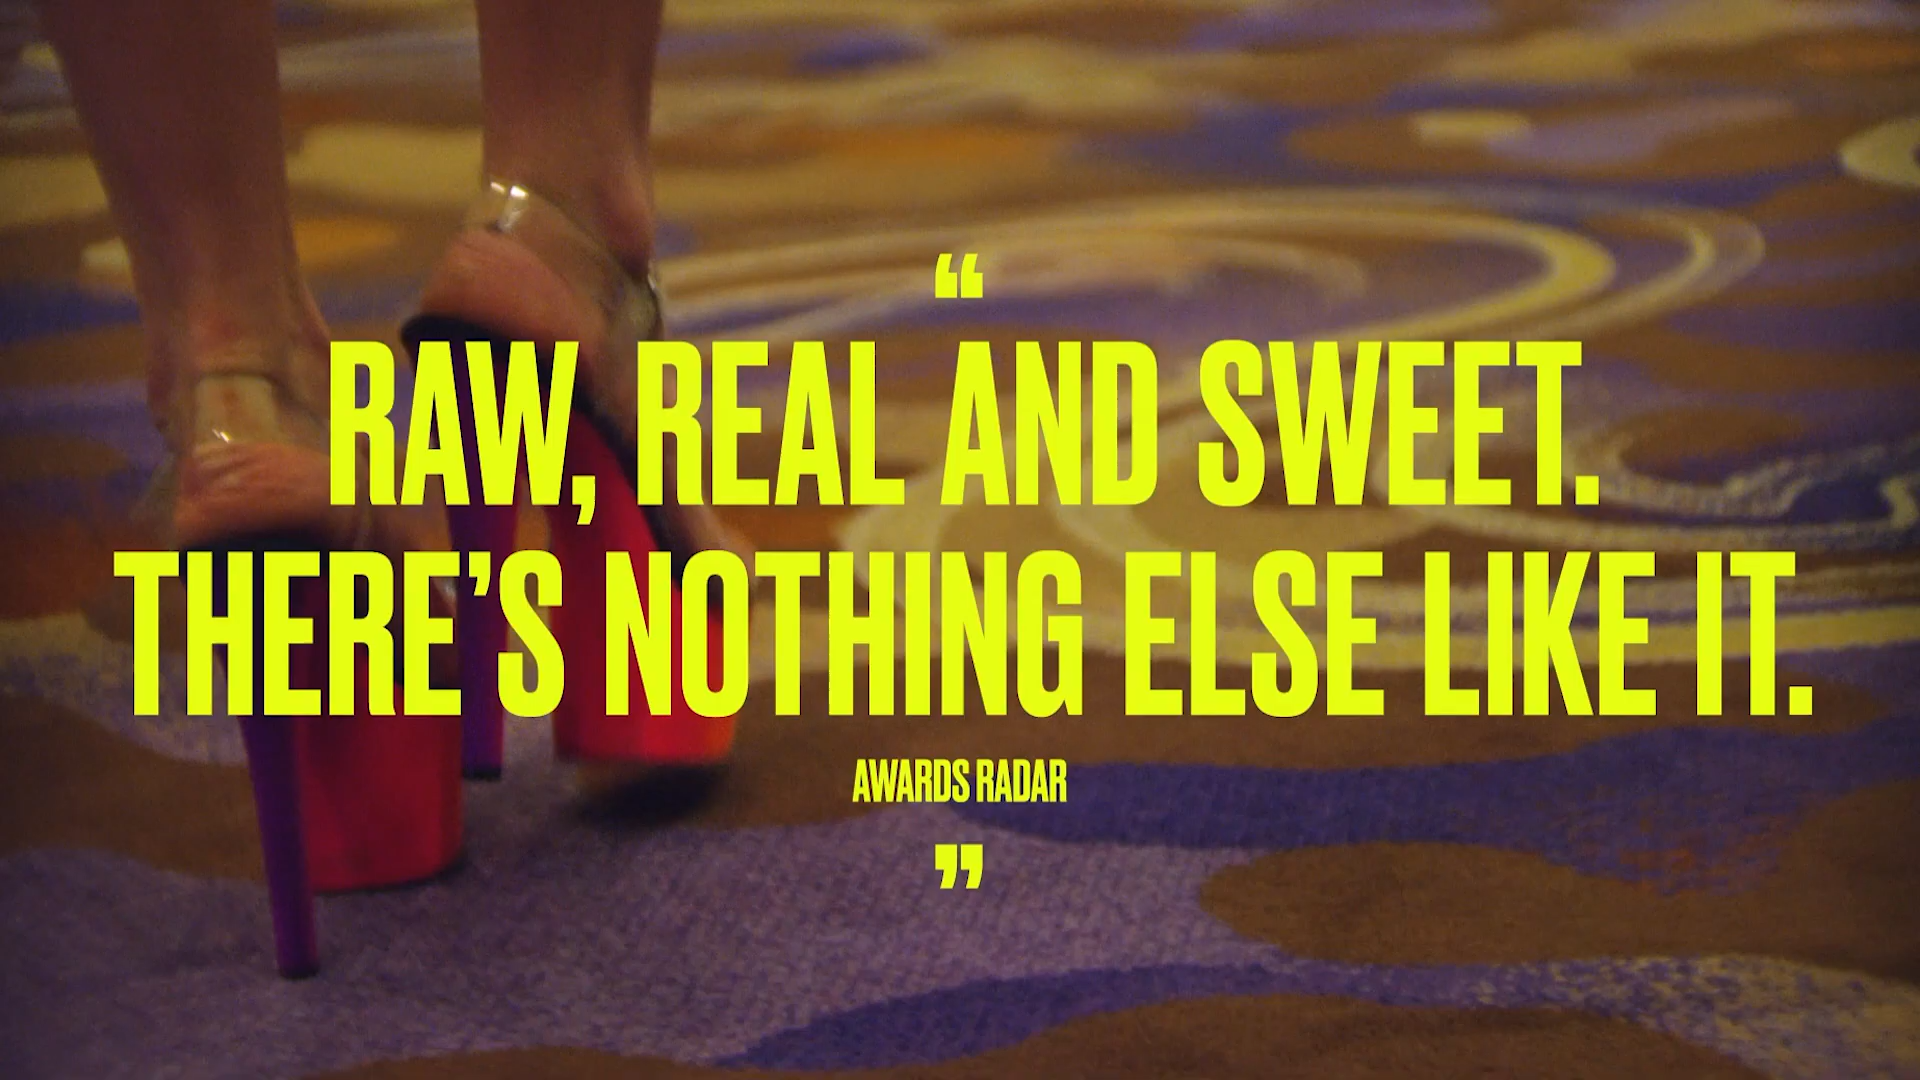 “
RAW, REAL AND SWEET.
THERE’S NOTHING ELSE LIKE IT.
AWARDS RADAR
”